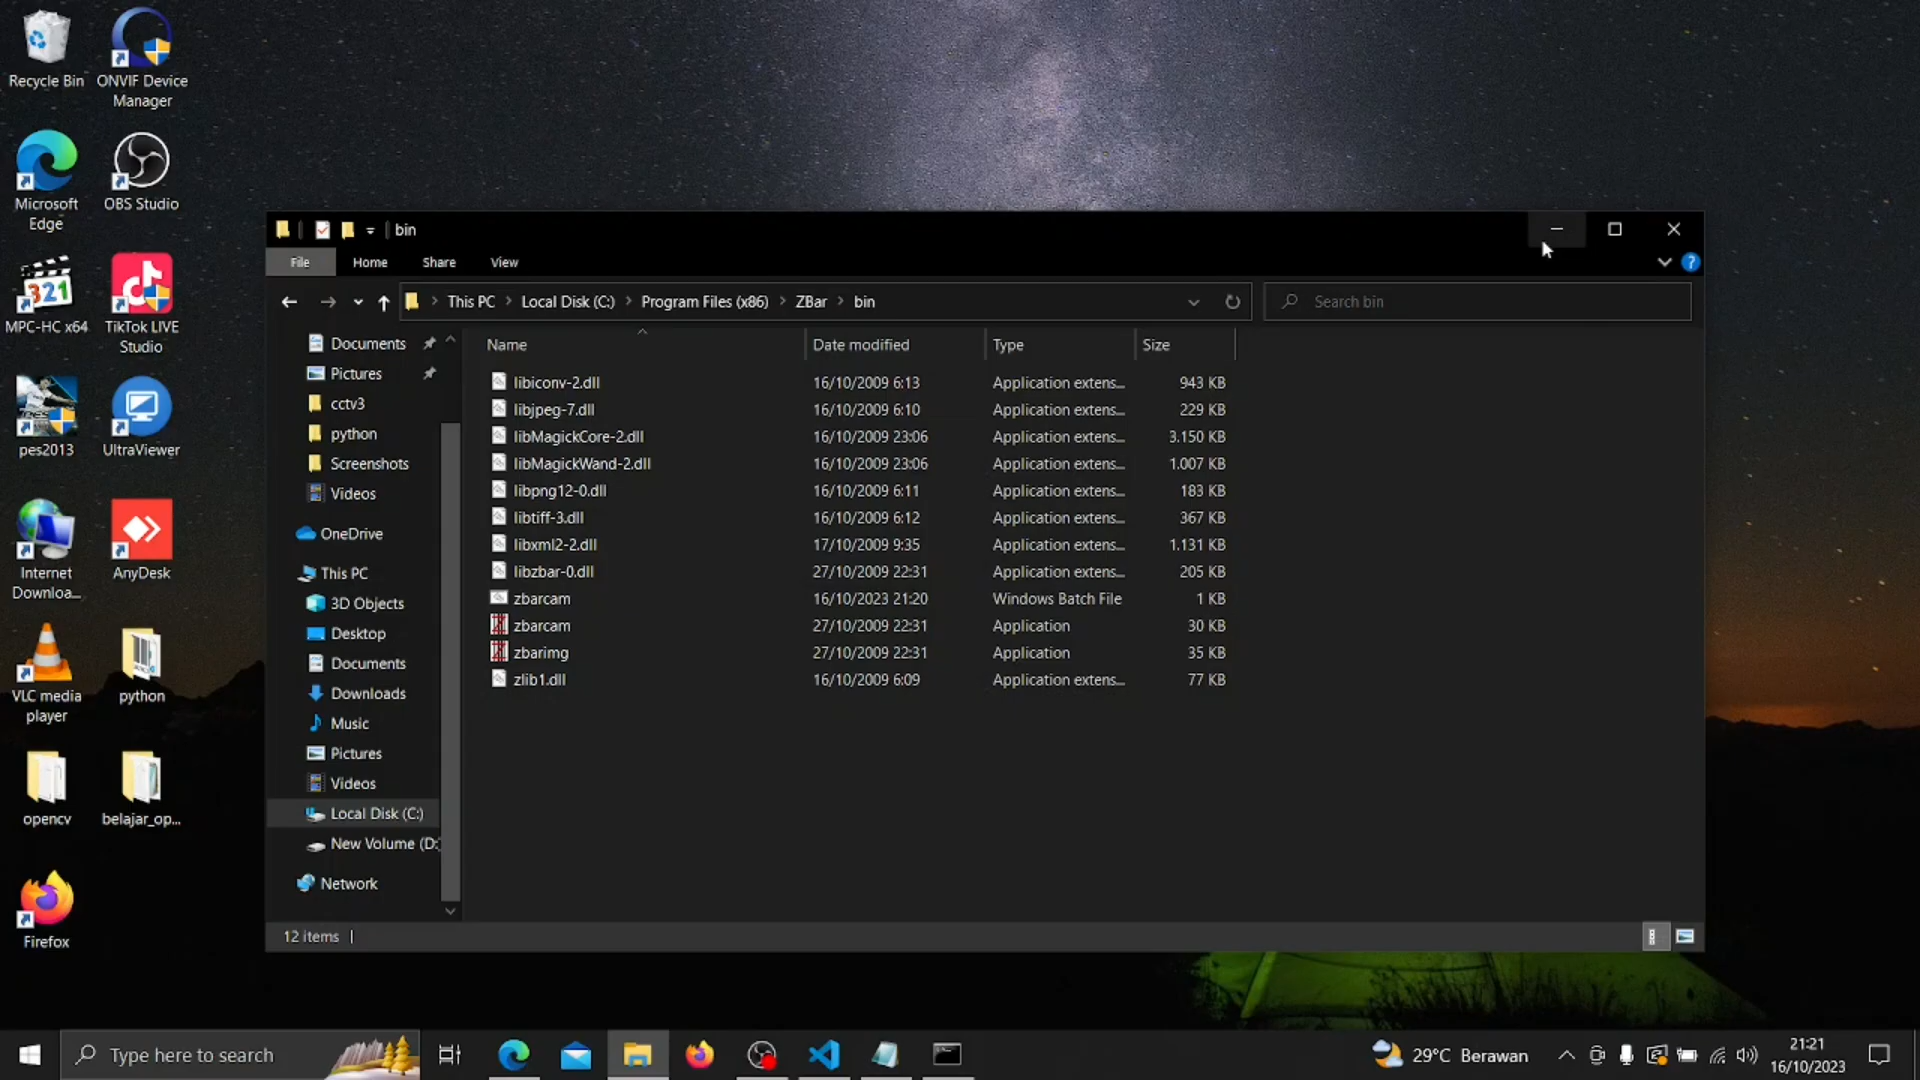 Recycle Bin
ONVIF Device
Manager
Microsoft
Edge
OBS Studio
MPC-HC x64
TikTok LIVE
Studio
pes2013
UltraViewer
Internet
Downloa...
AnyDesk
VLC media
player
python
opencv
belajar_op...
Firefox
bin
File
Home
Share
View
This PC
Local Disk (C:)
Program Files (x86)
ZBar
bin
Search bin
Documents
Pictures
cctv3
python
Screenshots
Videos
OneDrive
This PC
3D Objects
Desktop
Documents
Downloads
Music
Pictures
Videos
Local Disk (C:)
New Volume (D:
Network
Name Date modified Type Size
libiconv-2.dll 16/10/2009 6:13 Application extens... 943 KB
libjpeg-7.dll 16/10/2009 6:10 Application extens... 229 KB
libMagickCore-2.dll 16/10/2009 23:06 Application extens... 3.150 KB
libMagickWand-2.dll 16/10/2009 23:06 Application extens... 1.007 KB
libpng12-0.dll 16/10/2009 6:11 Application extens... 183 KB
libtiff-3.dll 16/10/2009 6:12 Application extens... 367 KB
libxml2-2.dll 17/10/2009 9:35 Application extens... 1.131 KB
libzbar-0.dll 27/10/2009 22:31 Application extens... 205 KB
zbarcam 16/10/2023 21:20 Windows Batch File 1 KB
zbarcam 27/10/2009 22:31 Application 30 KB
zbarimg 27/10/2009 22:31 Application 35 KB
zlib1.dll 16/10/2009 6:09 Application extens... 77 KB
12 items
Type here to search
29°C Berawan
21:21
16/10/2023